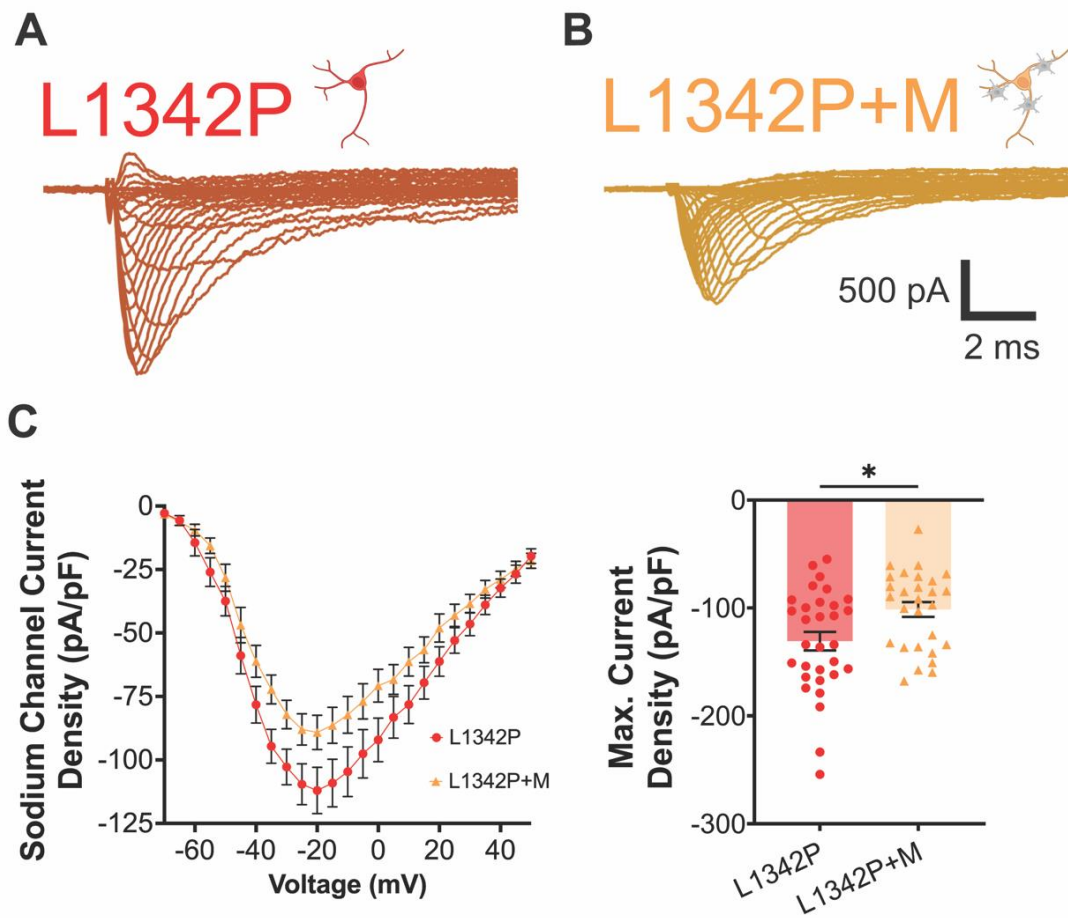 A
L1342P
B
L1342P+M
500 pA
2 ms
C
Sodium Channel Current
Density (pA/pF)
0
-25
-50
-75
-100
-125
-60
-40
-20
0
20
40
Voltage (mV)
L1342P
L1342P+M
Max. Current
Density (pA/pF)
0
-100
-200
-300
*
L1342P
L1342P+M